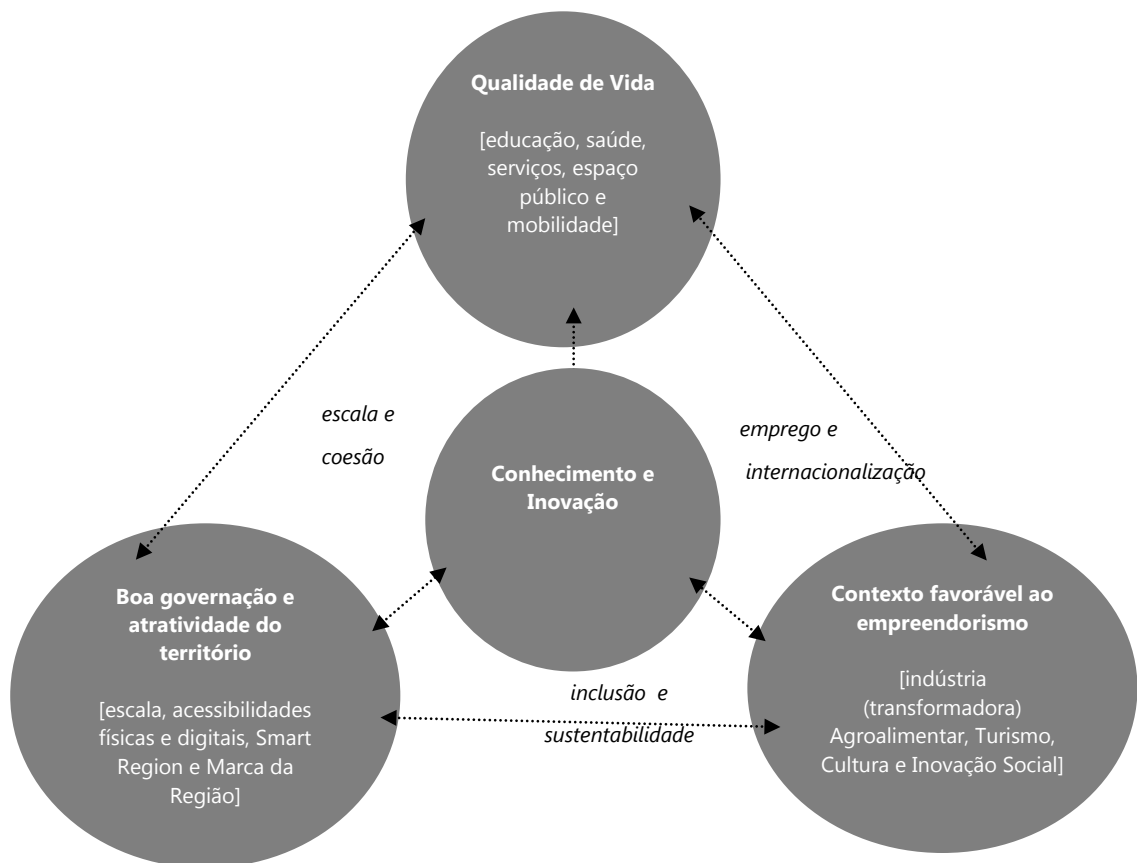 Qualidade de Vida
[educação, saúde,
serviços, espaço
público e
mobilidade]
escala e
coesão
emprego e
internacionalização
Conhecimento e
Inovação
Boa governação e
atratividade do
território
[escala, acessibilidades
físicas e digitais, Smart
Region e Marca da
Região]
Contexto favorável ao
empreendorismo
[indústria
(transformadora)
Agroalimentar, Turismo,
Cultura e Inovação Social]
inclusão e
sustentabilidade